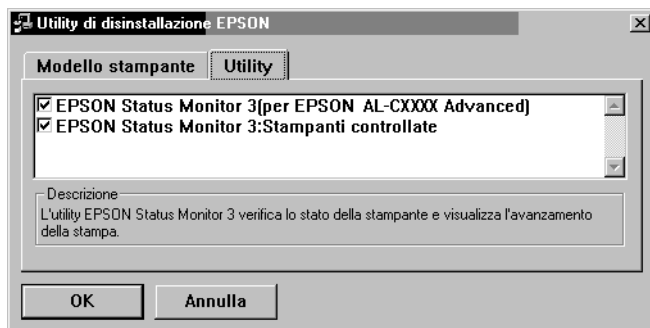 Utility di disinstallazione EPSON
Modello stampante
Utility
EPSON Status Monitor 3(per EPSON AL-CXXXX Advanced)
EPSON Status Monitor 3:Stampanti controllate
Descrizione
L'utility EPSON Status Monitor 3 verifica lo stato della stampante e visualizza l'avanzamento
della stampa.
OK
Annulla